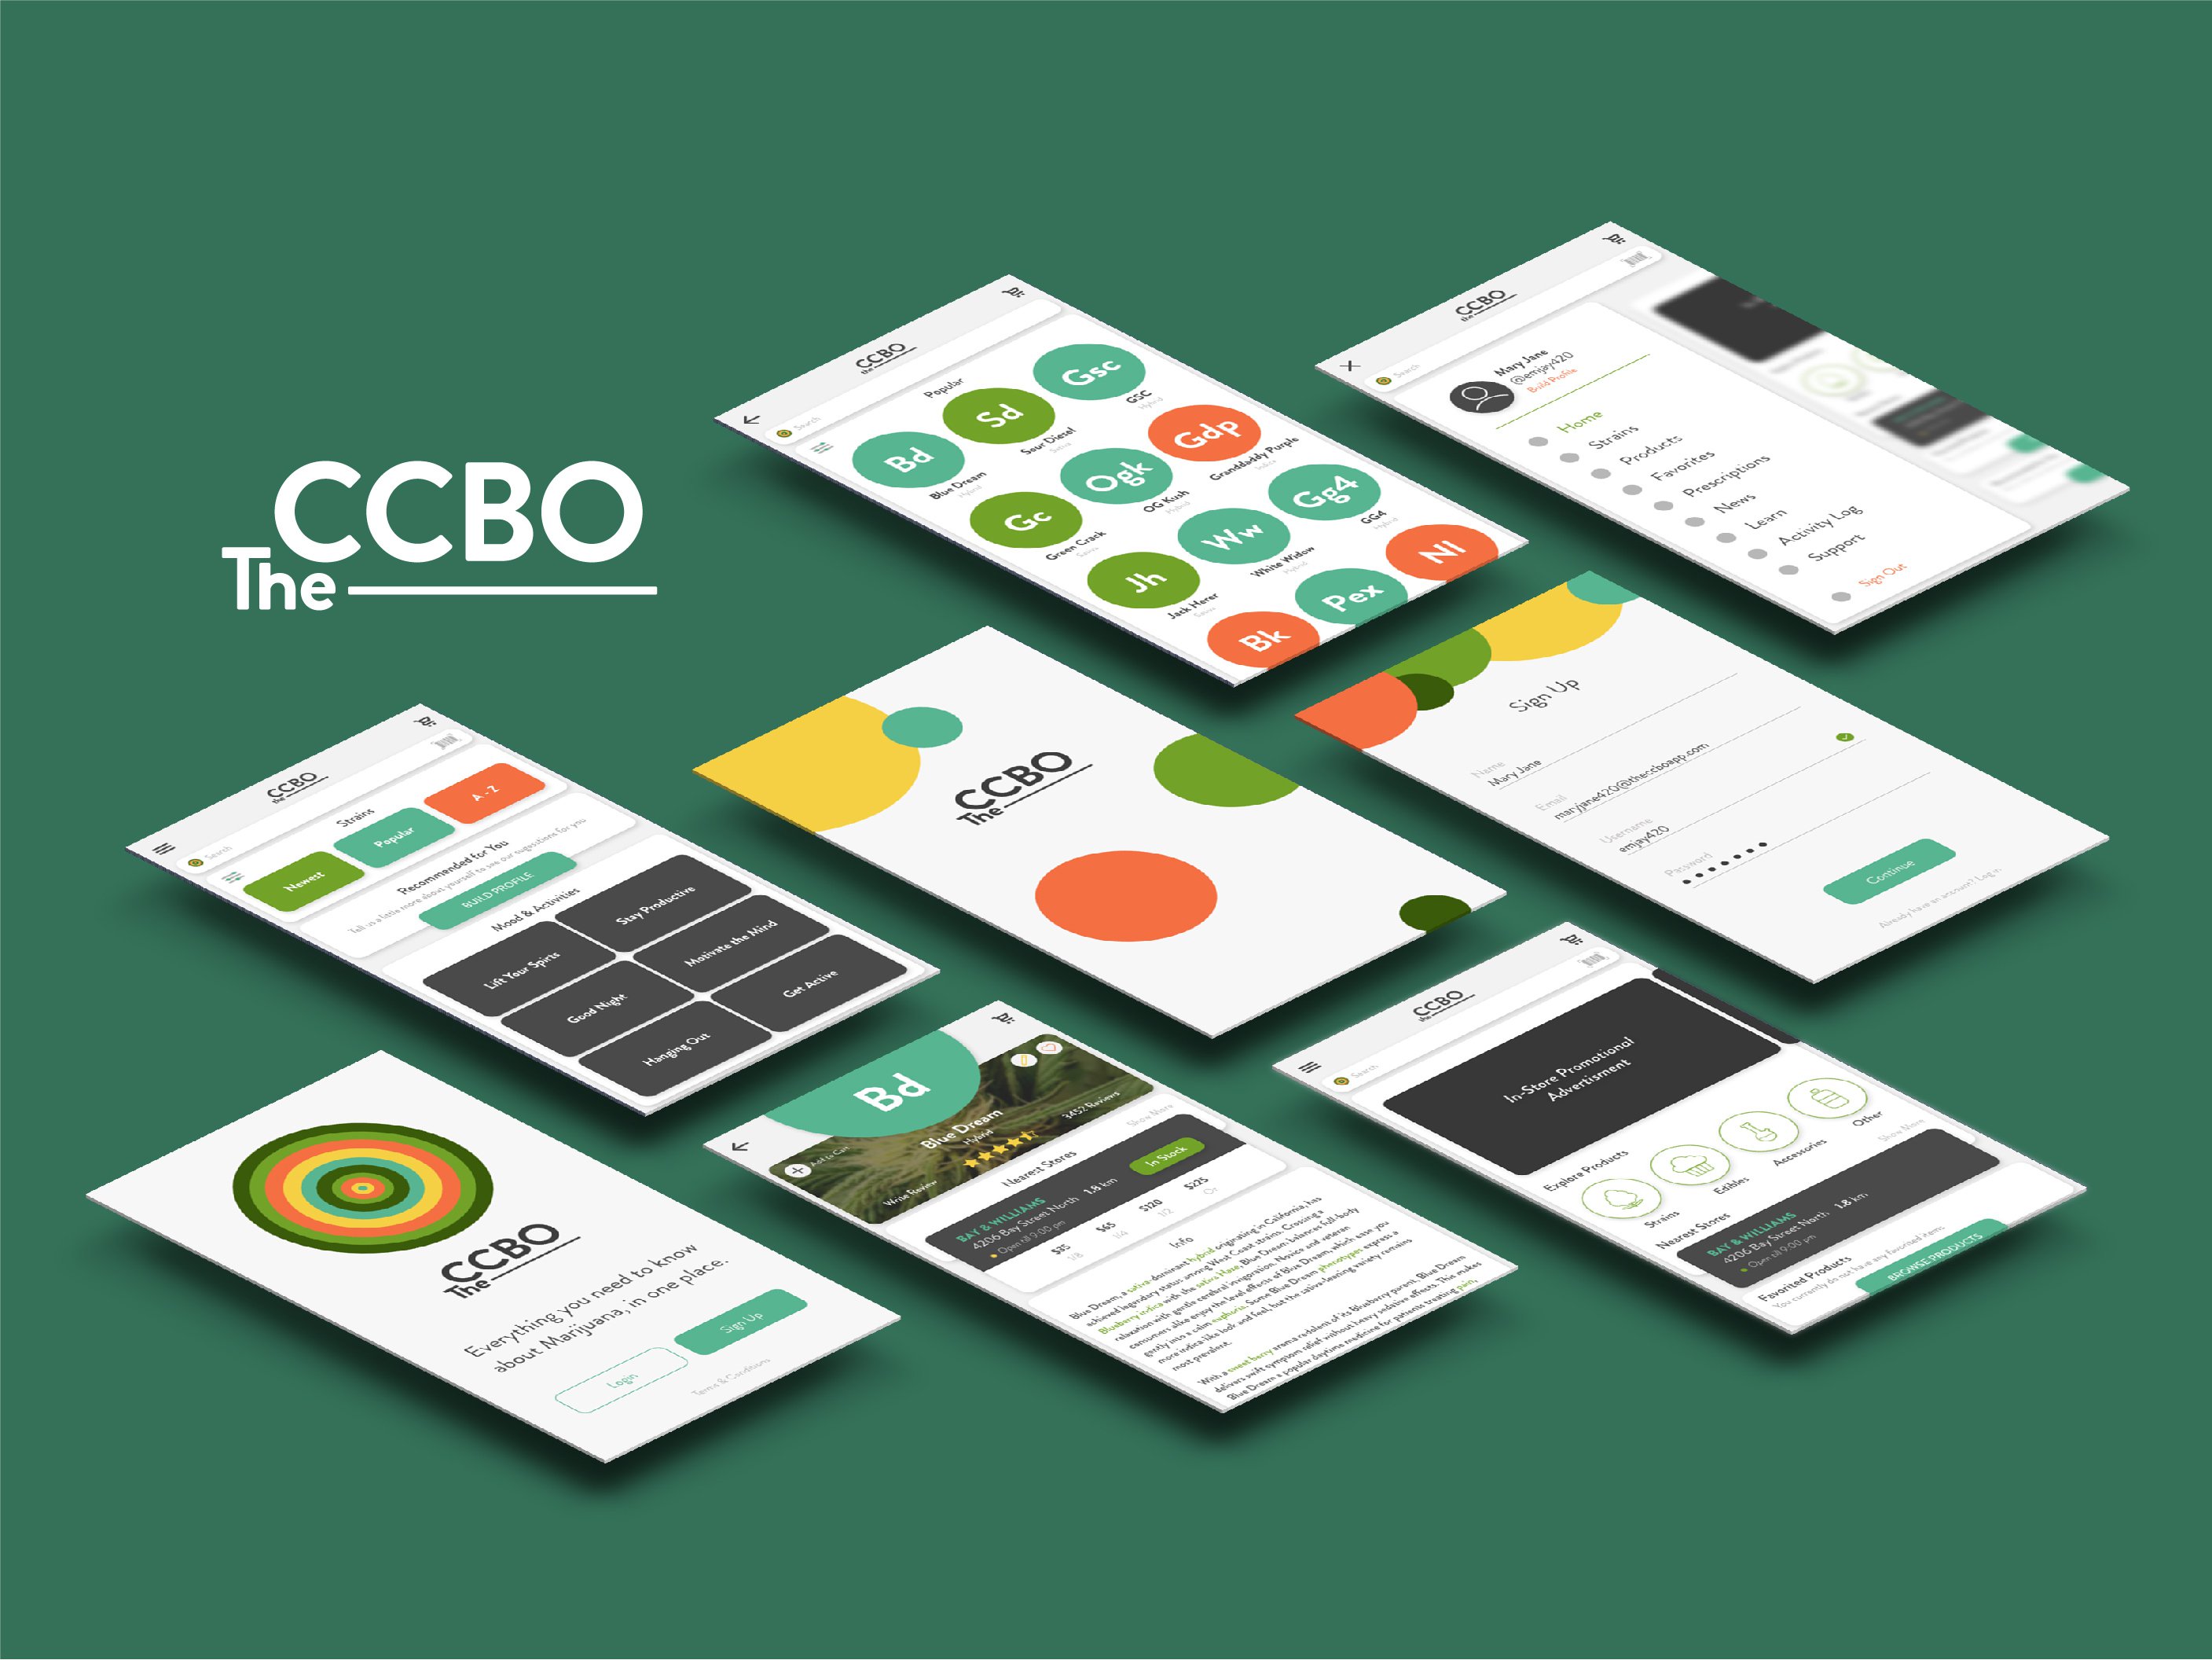 CCBO
The
CCBO
The
Search
Popular
Bd
Blue Dream
Hybrid
Sd
Sour Diesel
Sativa
Gsc
GSC
Hybrid
Gc
Green Crack
Sativa
Ogk
OG Kush
Hybrid
Gdp
Granddaddy Purple
Indica
Jh
Jack Herer
Sativa
Ww
White Widow
Hybrid
Gg4
GG4
Hybrid
Bk
Pex
Nl
CCBO
The
Search
Mary Jane
@emjay420
Build Profile
Home
Strains
Products
Favorites
Prescriptions
News
Learn
Activity Log
Support
Sign Out
CCBO
The
Search
Strains
Newest
Popular
A - Z
Recommended for You
Tell us a little more about yourself to see our sugestions for you
BUILD PROFILE
Mood & Activities
Lift Your Spirts
Stay Productive
Good Night
Motivate the Mind
Hanging Out
Get Active
CCBO
The
Sign Up
Name
Mary Jane
Email
maryjane420@theccboapp.com
Username
emjay420
Password
Continue
Already have an account? Log in
CCBO
The
Everything you need to know
about Marijuana, in one place.
Login
Sign Up
Terms & Conditions
Bd
Blue Dream
Hybrid
Add to Cart
Write Review
3452 Reviews
Nearest Stores
Show More
BAY & WILLIAMS
4206 Bay Street North
1.8 km
Open till 9:00 pm
In Stock
$35
1/8
$65
1/4
$120
1/2
$225
Oz
Info
Blue Dream, a sativa-dominant hybrid originating in California, has
achieved legendary status among West Coast strains. Crossing a
Blueberry indica with the sativa Haze, Blue Dream balances full-body
relaxation with gentle cerebral invigoration. Novice and veteran
consumers alike enjoy the level effects of Blue Dream, which ease you
gently into a calm euphoria. Some Blue Dream phenotypes express a
more indica-like look and feel, but the sativa-leaning variety remains
most prevalent.
With a sweet berry aroma redolent of its Blueberry parent, Blue Dream
delivers swift symptom relief without heavy sedative effects. This makes
Blue Dream a popular daytime medicine for patients treating pain,
CCBO
The
Search
In-Store Promotional
Advertisment
Explore Products
Strains
Edibles
Accessories
Other
Nearest Stores
Show More
BAY & WILLIAMS
4206 Bay Street North,
1.8 km
Open till 9:00 pm
Favorited Products
You currently do not have any favorited items
BROWSE PRODUCTS